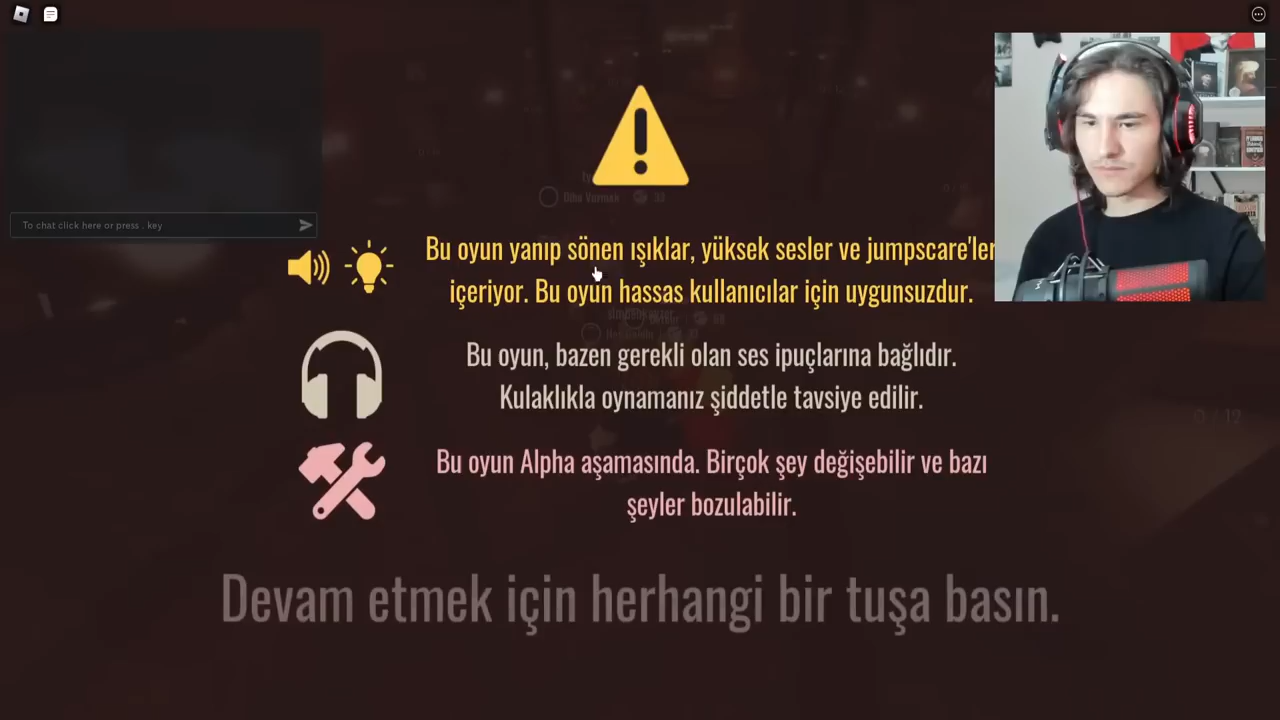 To chat click here or press . key
Bu oyun yanıp sönen ışıklar, yüksek sesler ve jumpscare'ler
içeriyor. Bu oyun hassas kullanıcılar için uygunsuzdur.
Bu oyun, bazen gerekli olan ses ipuçlarına bağlıdır.
Kulaklıkla oynamanız şiddetle tavsiye edilir.
0 / 12
Bu oyun Alpha aşamasında. Birçok şey değişebilir ve bazı
şeyler bozulabilir.
Devam etmek için herhangi bir tuşa basın.